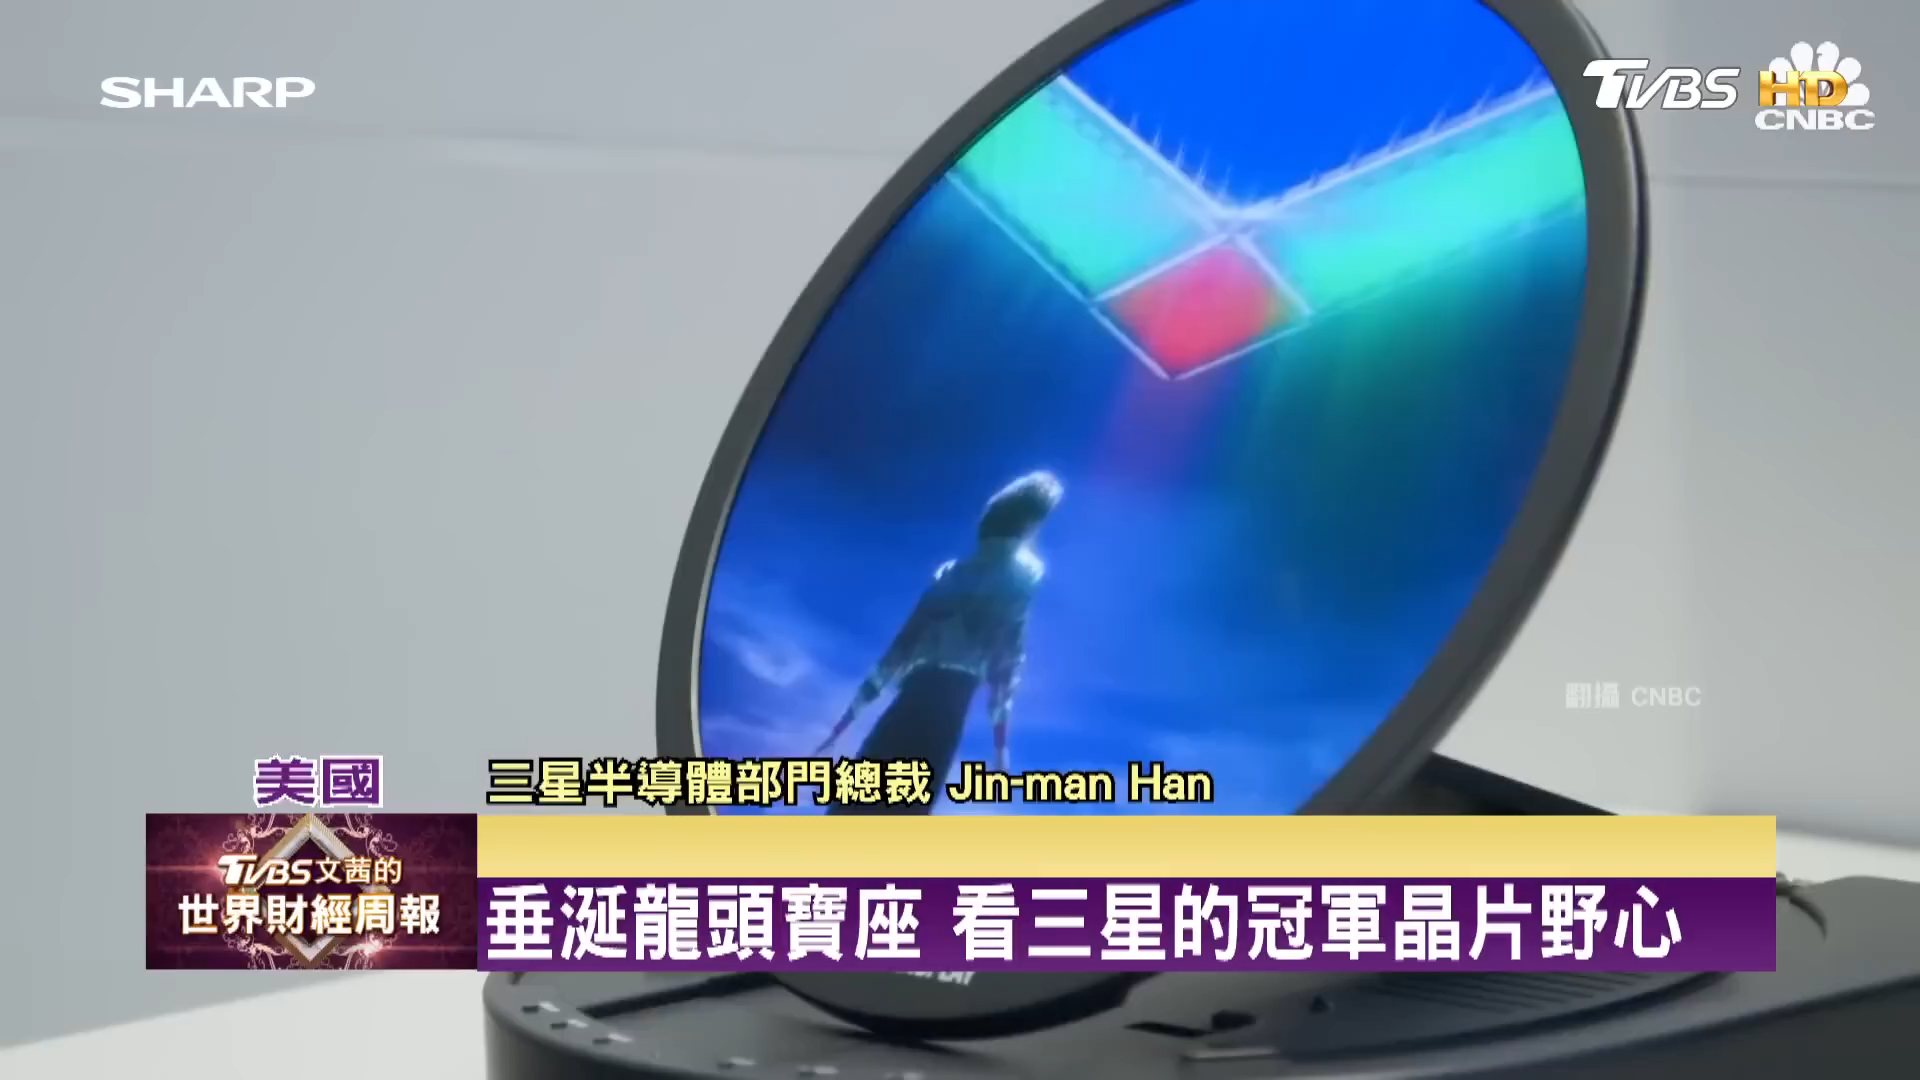 SHARP
TVBS HD
CNBC
翻攝 CNBC
美國
三星半導體部門總裁 Jin-man Han
TVBS文茜的
世界財經周報
垂涎龍頭寶座 看三星的冠軍晶片野心